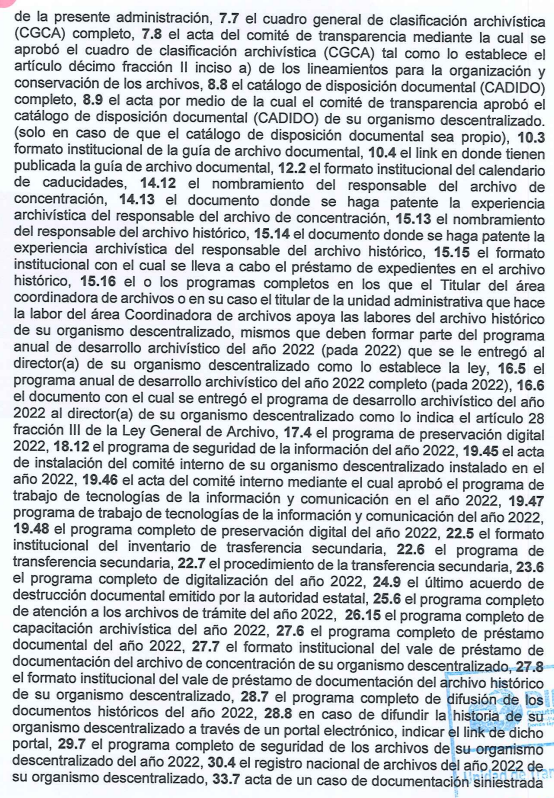 de la presente administración, 7.7 el cuadro general de clasificación archivística
(CGCA) completo, 7.8 el acta del comité de transparencia mediante la cual se
aprobó el cuadro de clasificación archivística (CGCA) tal como lo establece el
artículo décimo fracción II inciso a) de los lineamientos para la organización y
conservación de los archivos, 8.8 el catálogo de disposición documental (CADIDO)
completo, 8.9 el acta por medio de la cual el comité de transparencia aprobó el
catálogo de disposición documental (CADIDO) de su organismo descentralizado.
(solo en caso de que el catálogo de disposición documental sea propio), 10.3
formato institucional de la guía de archivo documental, 10.4 el link en donde tienen
publicada la guía de archivo documental, 12.2 el formato institucional del calendario
de caducidades, 14.12 el nombramiento del responsable del archivo de
concentración, 14.13 el documento donde se haga patente la experiencia
archivística del responsable del archivo de concentración, 15.13 el nombramiento
del responsable del archivo histórico, 15.14 el documento donde se haga patente la
experiencia archivística del responsable del archivo histórico, 15.15 el formato
institucional con el cual se lleva a cabo el préstamo de expedientes en el archivo
histórico, 15.16 el o los programas completos en los que el Titular del área
coordinadora de archivos o en su caso el titular de la unidad administrativa que hace
la labor del área Coordinadora de archivos apoya las labores del archivo histórico
de su organismo descentralizado, mismos que deben formar parte del programa
anual de desarrollo archivístico del año 2022 (pada 2022) que se le entregó al
director(a) de su organismo descentralizado como lo establece la ley, 16.5 el
programa anual de desarrollo archivístico del año 2022 completo (pada 2022), 16.6
el documento con el cual se entregó el programa de desarrollo archivístico del año
2022 al director(a) de su organismo descentralizado como lo indica el artículo 28
fracción III de la Ley General de Archivo, 17.4 el programa de preservación digital
2022, 18.12 el programa de seguridad de la información del año 2022, 19.45 el acta
de instalación del comité interno de su organismo descentralizado instalado en el
año 2022, 19.46 el acta del comité interno mediante el cual aprobó el programa de
trabajo de tecnologías de la información y comunicación en el año 2022, 19.47
programa de trabajo de tecnologías de la información y comunicación del año 2022,
19.48 el programa completo de preservación digital del año 2022, 22.5 el formato
institucional del inventario de trasferencia secundaria, 22.6 el programa de
transferencia secundaria, 22.7 el procedimiento de la transferencia secundaria, 23.6
el programa completo de digitalización del año 2022, 24.9 el último acuerdo de
destrucción documental emitido por la autoridad estatal, 25.6 el programa completo
de atención a los archivos de trámite del año 2022, 26.15 el programa completo de
capacitación archivística del año 2022, 27.6 el programa completo de préstamo
documental del año 2022, 27.7 el formato institucional del vale de préstamo de
documentación del archivo de concentración de su organismo descentralizado, 27.8
el formato institucional del vale de préstamo de documentación del archivo histórico
de su organismo descentralizado, 28.7 el programa completo de difusión de los
documentos históricos del año 2022, 28.8 en caso de difundir la historia de su
organismo descentralizado a través de un portal electrónico, indicar el link de dicho
portal, 29.7 el programa completo de seguridad de los archivos de su organismo
descentralizado del año 2022, 30.4 el registro nacional de archivos del año 2022 de
su organismo descentralizado, 33.7 acta de un caso de documentación siniestrada